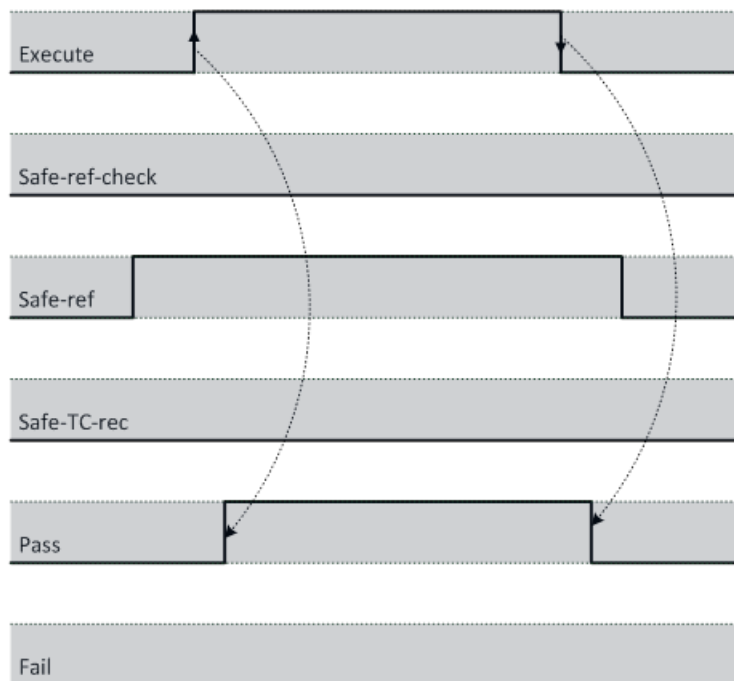 Execute
Safe-ref-check
Safe-ref
Safe-TC-rec
Pass
Fail